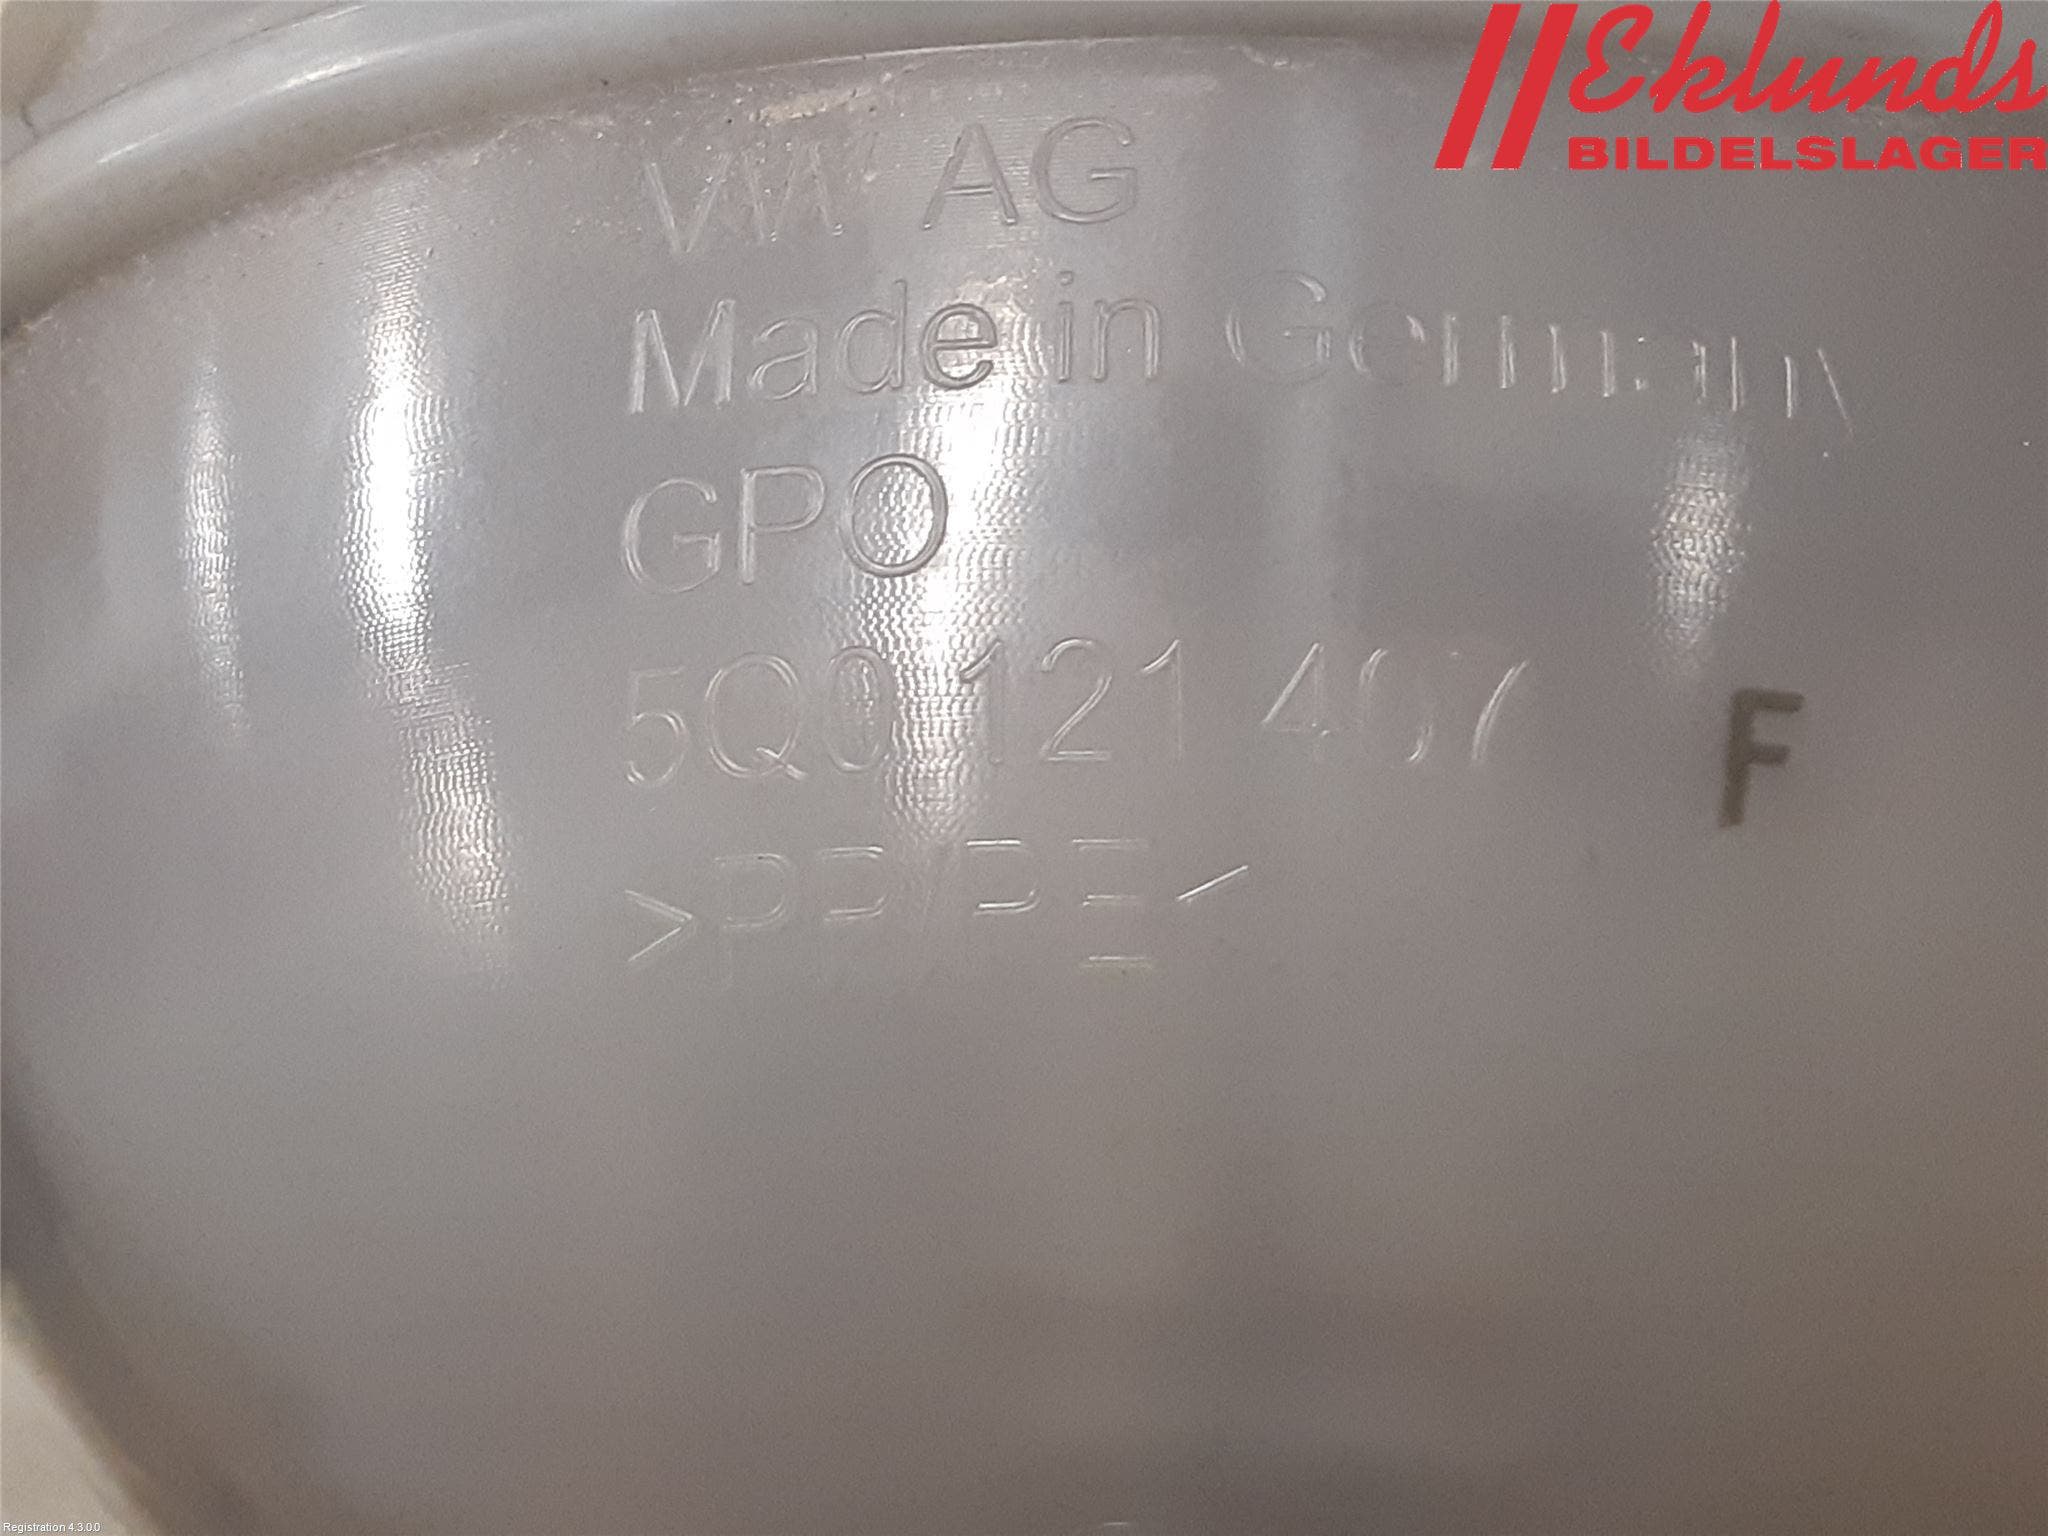 Eklunds
BILDELSLAGER
VW AG
Made in Germany
GPO
5Q0 121 407 F
>PP/PE<
Registration 4.3.0.0